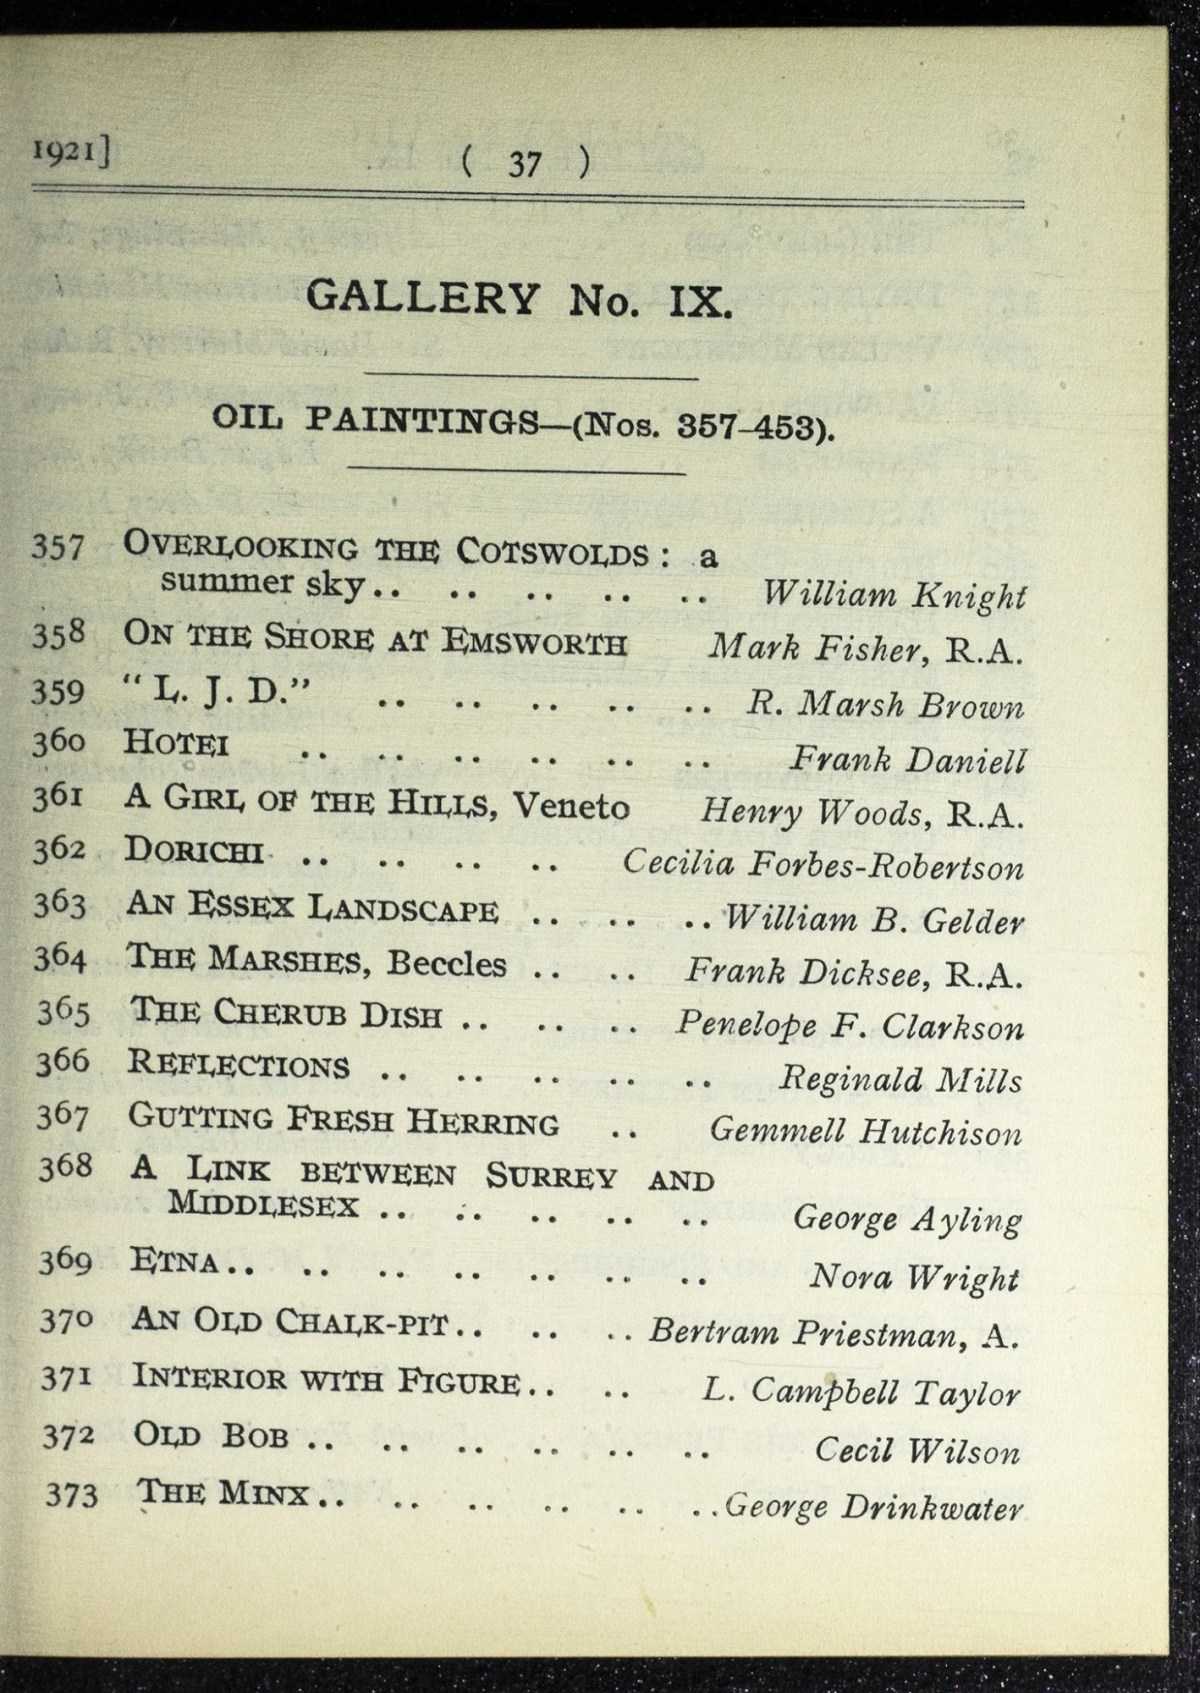 1921]
( 37 )
GALLERY No. IX.
OIL PAINTINGS—(Nos. 357–453).
357 OVERLOOKING THE COTSWOLDS : a
summer sky.. .. .. .. .. William Knight
358 ON THE SHORE AT EMSWORTH Mark Fisher, R.A.
359 “ L. J. D.” .. .. .. .. .. R. Marsh Brown
360 HOTEI .. .. .. .. .. .. Frank Daniell
361 A GIRL OF THE HILLS, Veneto Henry Woods, R.A.
362 DORICHI .. .. .. .. Cecilia Forbes-Robertson
363 AN ESSEX LANDSCAPE .. .. .. William B. Gelder
364 THE MARSHES, Beccles .. .. Frank Dicksee, R.A.
365 THE CHERUB DISH .. .. .. Penelope F. Clarkson
366 REFLECTIONS .. .. .. .. .. Reginald Mills
367 GUTTING FRESH HERRING .. Gemmell Hutchison
368 A LINK BETWEEN SURREY AND
MIDDLESEX .. .. .. .. .. George Ayling
369 ETNA.. .. .. .. .. .. .. Nora Wright
370 AN OLD CHALK-PIT.. .. .. Bertram Priestman, A.
371 INTERIOR WITH FIGURE.. .. L. Campbell Taylor
372 OLD BOB .. .. .. .. .. .. Cecil Wilson
373 THE MINX.. .. .. .. .. .. George Drinkwater